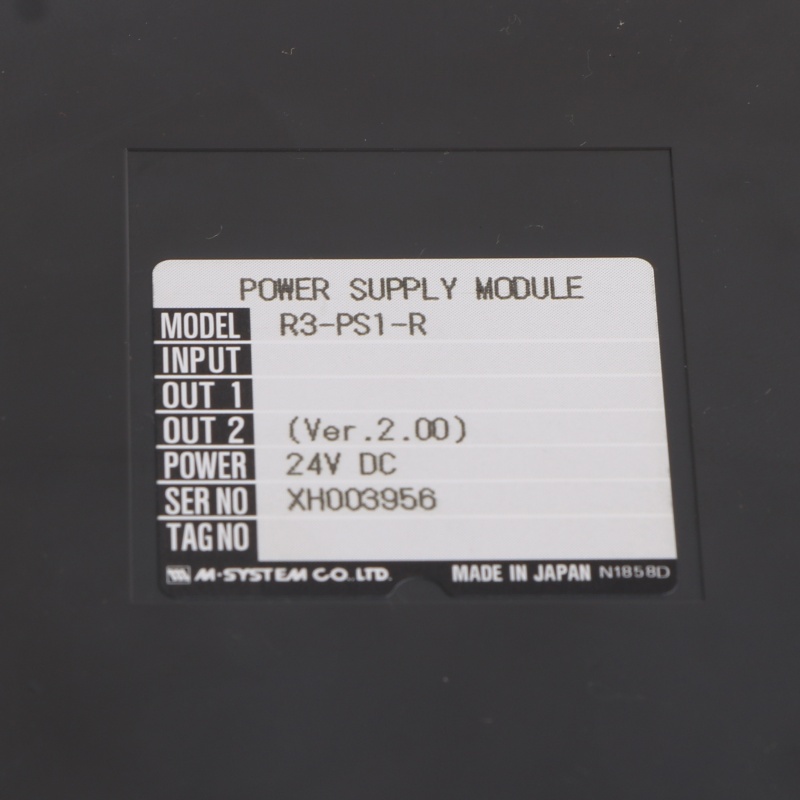 POWER SUPPLY MODULE
MODEL R3-PS1-R
INPUT
OUT 1
OUT 2 (Ver.2.00)
POWER 24V DC
SER NO XH003956
TAG NO
M-SYSTEM CO.,LTD. MADE IN JAPAN N1858D